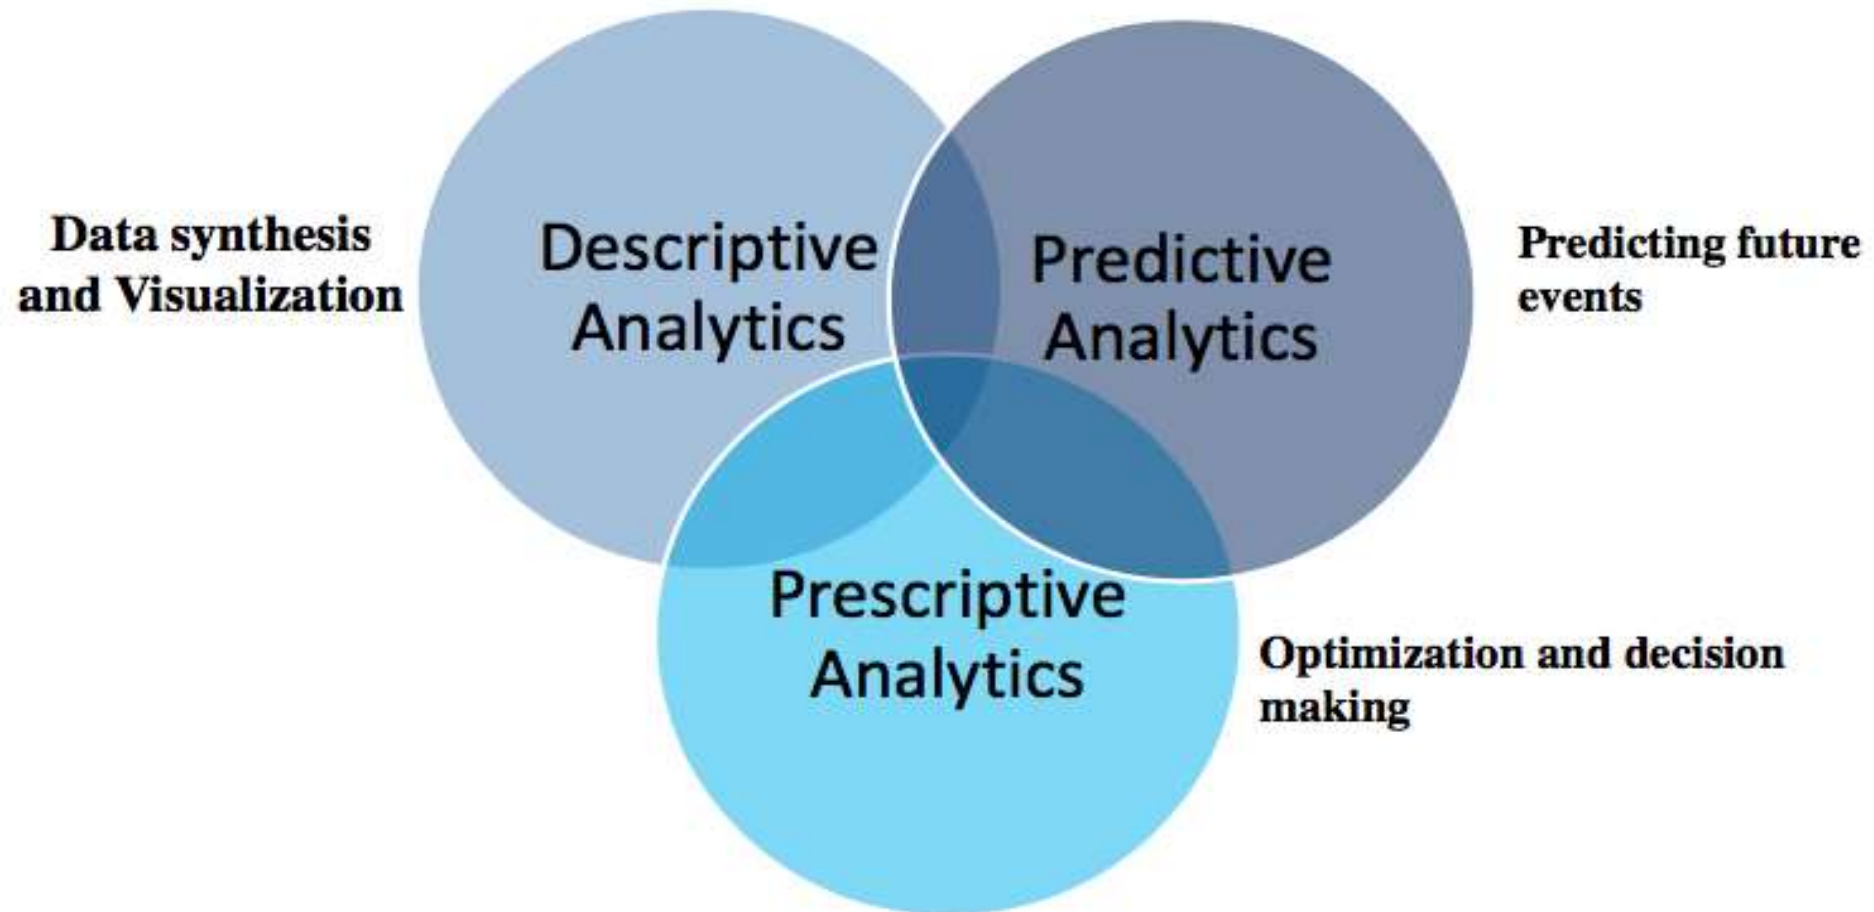 Data synthesis
and Visualization
Descriptive
Analytics
Predictive
Analytics
Predicting future
events
Prescriptive
Analytics
Optimization and decision
making